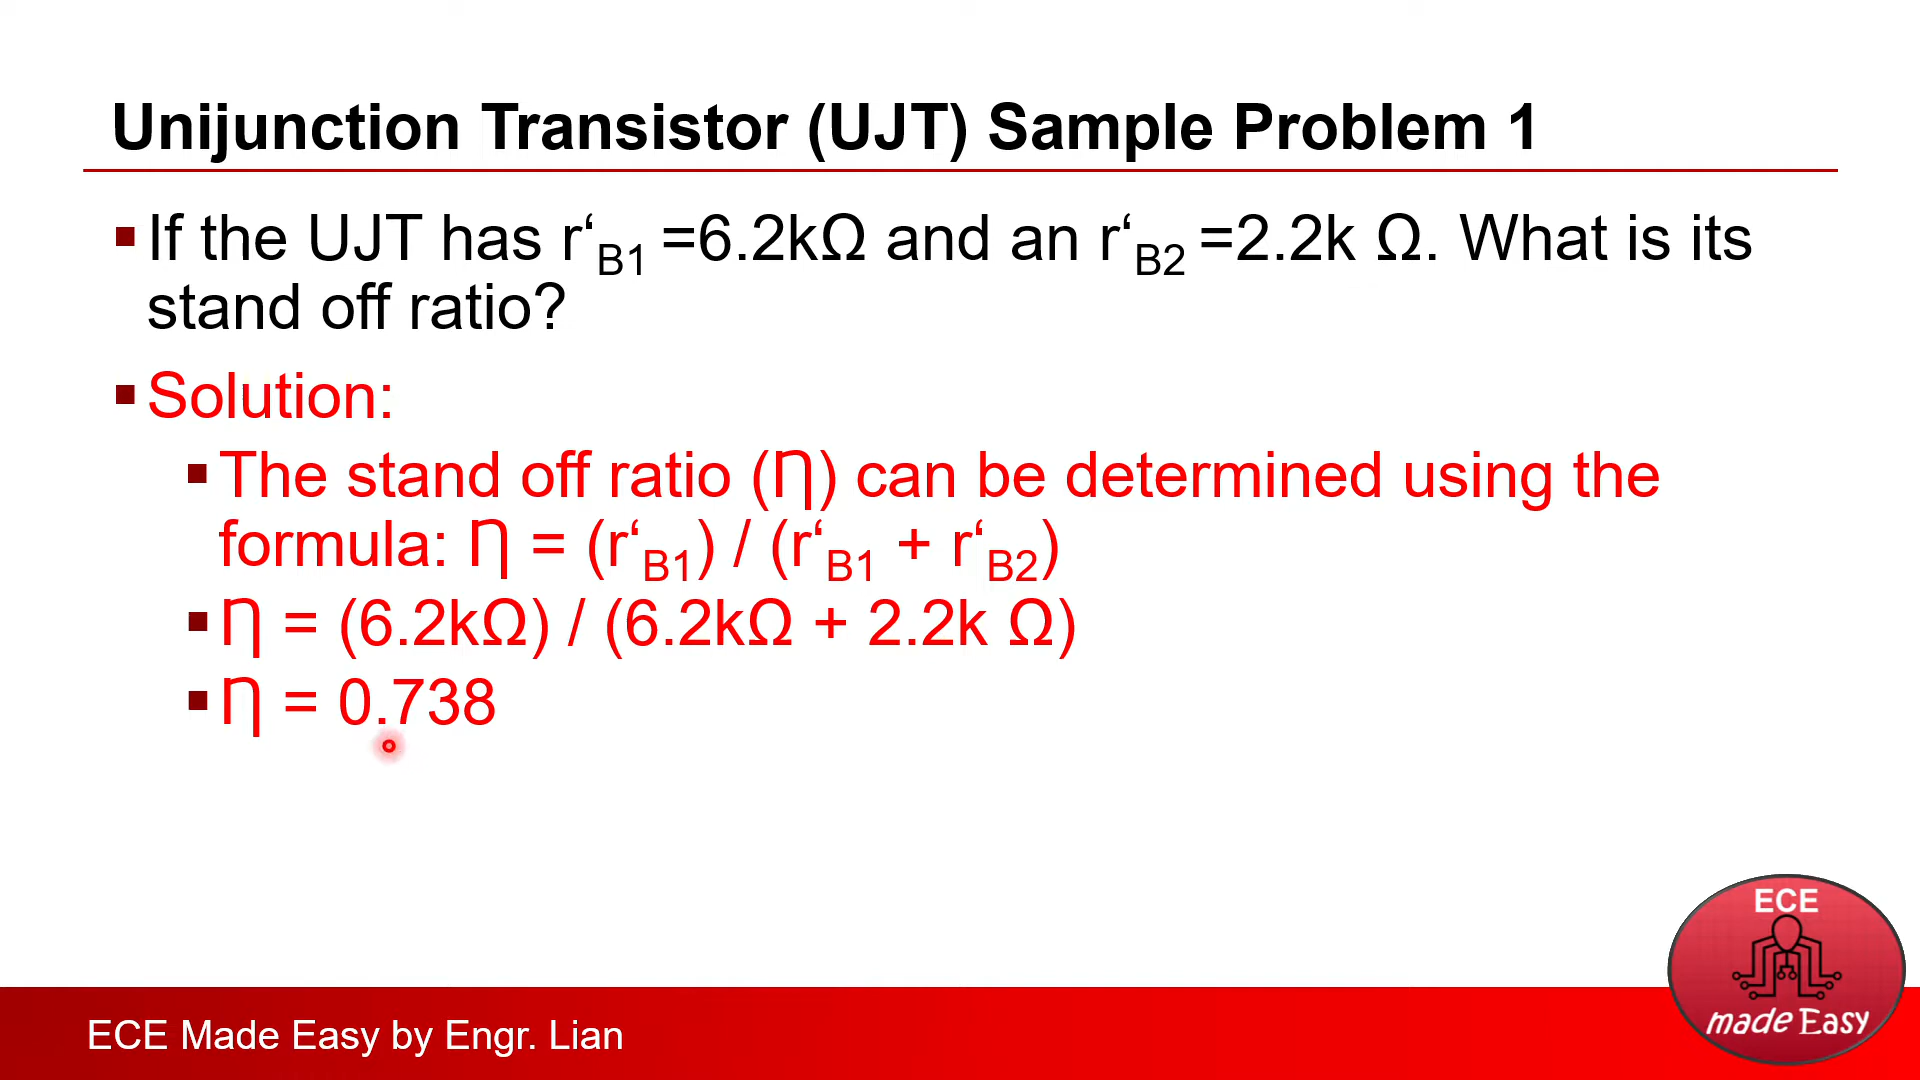 Unijunction Transistor (UJT) Sample Problem 1
If the UJT has r‘B1 =6.2kΩ and an r‘B2 =2.2k Ω. What is its
stand off ratio?
Solution:
The stand off ratio (Ƞ) can be determined using the
formula: Ƞ = (r‘B1) / (r‘B1 + r‘B2)
Ƞ = (6.2kΩ) / (6.2kΩ + 2.2k Ω)
Ƞ = 0.738
ECE
made Easy
ECE Made Easy by Engr. Lian